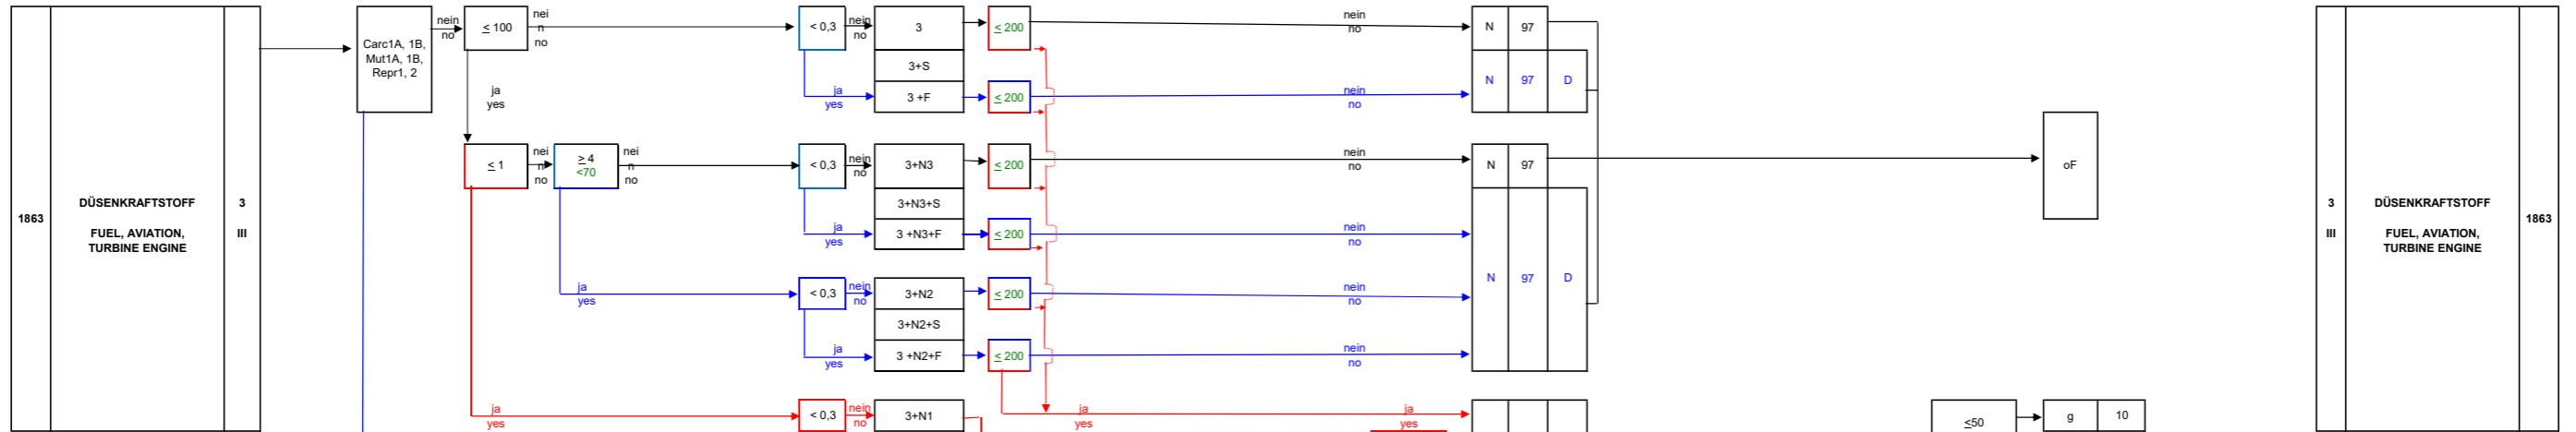 1863
DÜSENKRAFTSTOFF
FUEL, AVIATION,
TURBINE ENGINE
3
III
Carc1A, 1B,
Mut1A, 1B,
Repr1, 2
nein
no
≤ 100
nei
n
no
< 0,3
nein
no
3
≤ 200
nein
no
N 97
3+S
ja
yes
ja
yes
3 +F
≤ 200
nein
no
N 97 D
≤ 1
nei
n
no
≥ 4
<70
nei
n
no
< 0,3
nein
no
3+N3
≤ 200
nein
no
N 97
oF
3+N3+S
ja
yes
3 +N3+F
≤ 200
nein
no
N 97 D
ja
yes
< 0,3
nein
no
3+N2
≤ 200
nein
no
3+N2+S
ja
yes
3 +N2+F
≤ 200
nein
no
ja
yes
< 0,3
nein
no
3+N1
ja
yes
ja
yes
≤50
g 10
3
III
DÜSENKRAFTSTOFF
FUEL, AVIATION,
TURBINE ENGINE
1863